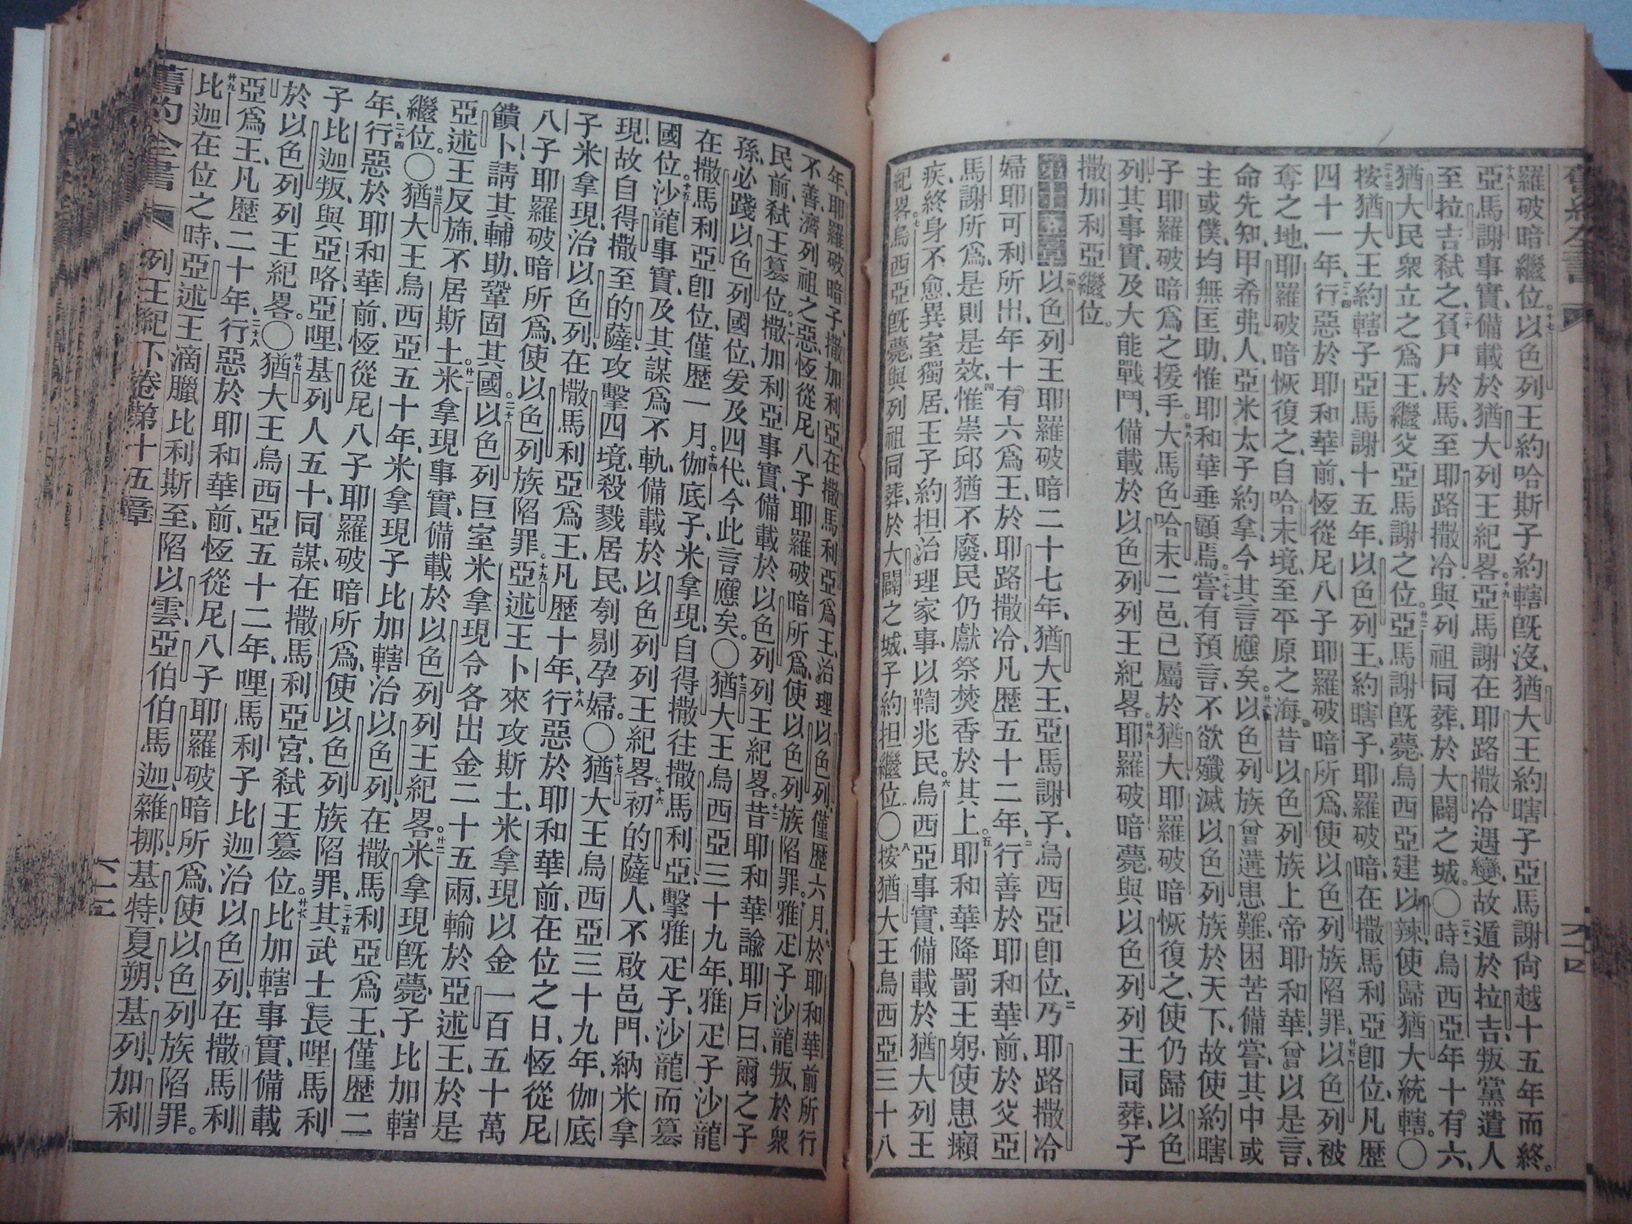 舊約全書
六十四
羅破暗繼位以色列王約哈斯子約轄旣沒猶大王約瞎子亞馬謝尙越十五年而終。
亞馬謝事實備載於猶大列王紀畧亞馬謝在耶路撒冷遇變故遁於拉吉叛黨遣人
至拉吉弒之負尸於馬至耶路撒冷與列祖同葬於大闢之城〇時烏西亞年十有六
猶大民衆立之爲王繼父亞馬謝之位亞馬謝旣薨烏西亞建以辣使歸猶大統轄。〇
按猶大王約轄子亞馬謝十五年以色列王約瞎子耶羅破暗在撒馬利亞卽位凡歷
四十一年行惡於耶和華前恆從尼八子耶羅破暗所爲使以色列族陷罪以色列被
奪之地耶羅破暗恢復之自哈末境至平原之海昔以色列族上帝耶和華曾以是言
命先知甲希弗人亞米太子約拿今其言應矣以色列族曾遘患難困苦備嘗其中或
主或僕均無匡助惟耶和華垂顧焉嘗有預言不欲殲滅以色列族於天下故使約瞎
子耶羅破暗爲之援手大馬色哈末二邑已屬於猶大耶羅破暗恢復之使仍歸以色
列其事實及大能戰鬥備載於以色列列王紀畧耶羅破暗薨與以色列列王同葬子
撒加利亞繼位。
第十五章以色列王耶羅破暗二十七年猶大王亞馬謝子烏西亞卽位乃耶路撒冷
婦耶可利所出年十有六爲王於耶路撒冷凡歷五十二年行善於耶和華前於父亞
馬謝所爲是則是效惟崇邱猶不廢民仍獻祭焚香於其上耶和華降罰王躬使患癩
疾終身不愈異室獨居王子約担治理家事以鞫兆民烏西亞事實備載於猶大列王
紀畧烏西亞旣薨與列祖同葬於大闢之城子約担繼位〇按猶大王烏西亞三十八
年耶羅破暗子撒加利亞在撒馬利亞爲王治理以色列僅歷六月於耶和華前所行
不善濟列祖之惡恆從尼八子耶羅破暗所爲使以色列族陷罪雅疋子沙龍叛於衆
民前弒王篡位撒加利亞事實備載於以色列列王紀畧昔耶和華諭耶戶曰爾之子
孫必踐以色列國位爰及四代今此言應矣〇猶大王烏西亞三十九年雅疋子沙龍
在撒馬利亞卽位僅歷一月伽底子米拿現自得撒往撒馬利亞擊雅疋子沙龍而篡
國位沙龍事實及其謀爲不軌備載於以色列列王紀畧初的薩人不啟邑門納米拿
現故自得撒至的薩攻擊四境殺戮居民刳剔孕婦。〇猶大王烏西亞三十九年伽底
子米拿現治以色列在撒馬利亞爲王凡歷十年行惡於耶和華前在位之日恆從尼
八子耶羅破暗所爲使以色列族陷罪亞述王卜來攻斯土米拿現以金一百五十萬
饋卜請其輔助鞏固其國以色列巨室米拿現令各出金二十五兩輸於亞述王於是
亞述王反斾不居斯土米拿現事實備載於以色列列王紀畧米拿現旣薨子比加轄
繼位〇猶大王烏西亞五十年米拿現子比加轄治以色列在撒馬利亞爲王僅歷二
年行惡於耶和華前恆從尼八子耶羅破暗所爲使以色列族陷罪其武士長哩馬利
子比迦叛與亞咯亞哩基列人五十同謀在撒馬利亞宮弒王篡位比加轄事實備載
於以色列列王紀畧〇猶大王烏西亞五十二年哩馬利子比迦治以色列在撒馬利
亞爲王凡歷二十年行惡於耶和華前恆從尼八子耶羅破暗所爲使以色列族陷罪。
比迦在位之時亞述王滴臘比利斯至陷以雲亞伯伯馬迦雜挪基特夏朔基列加利
舊約全書
列王紀下卷第十五章
六十五